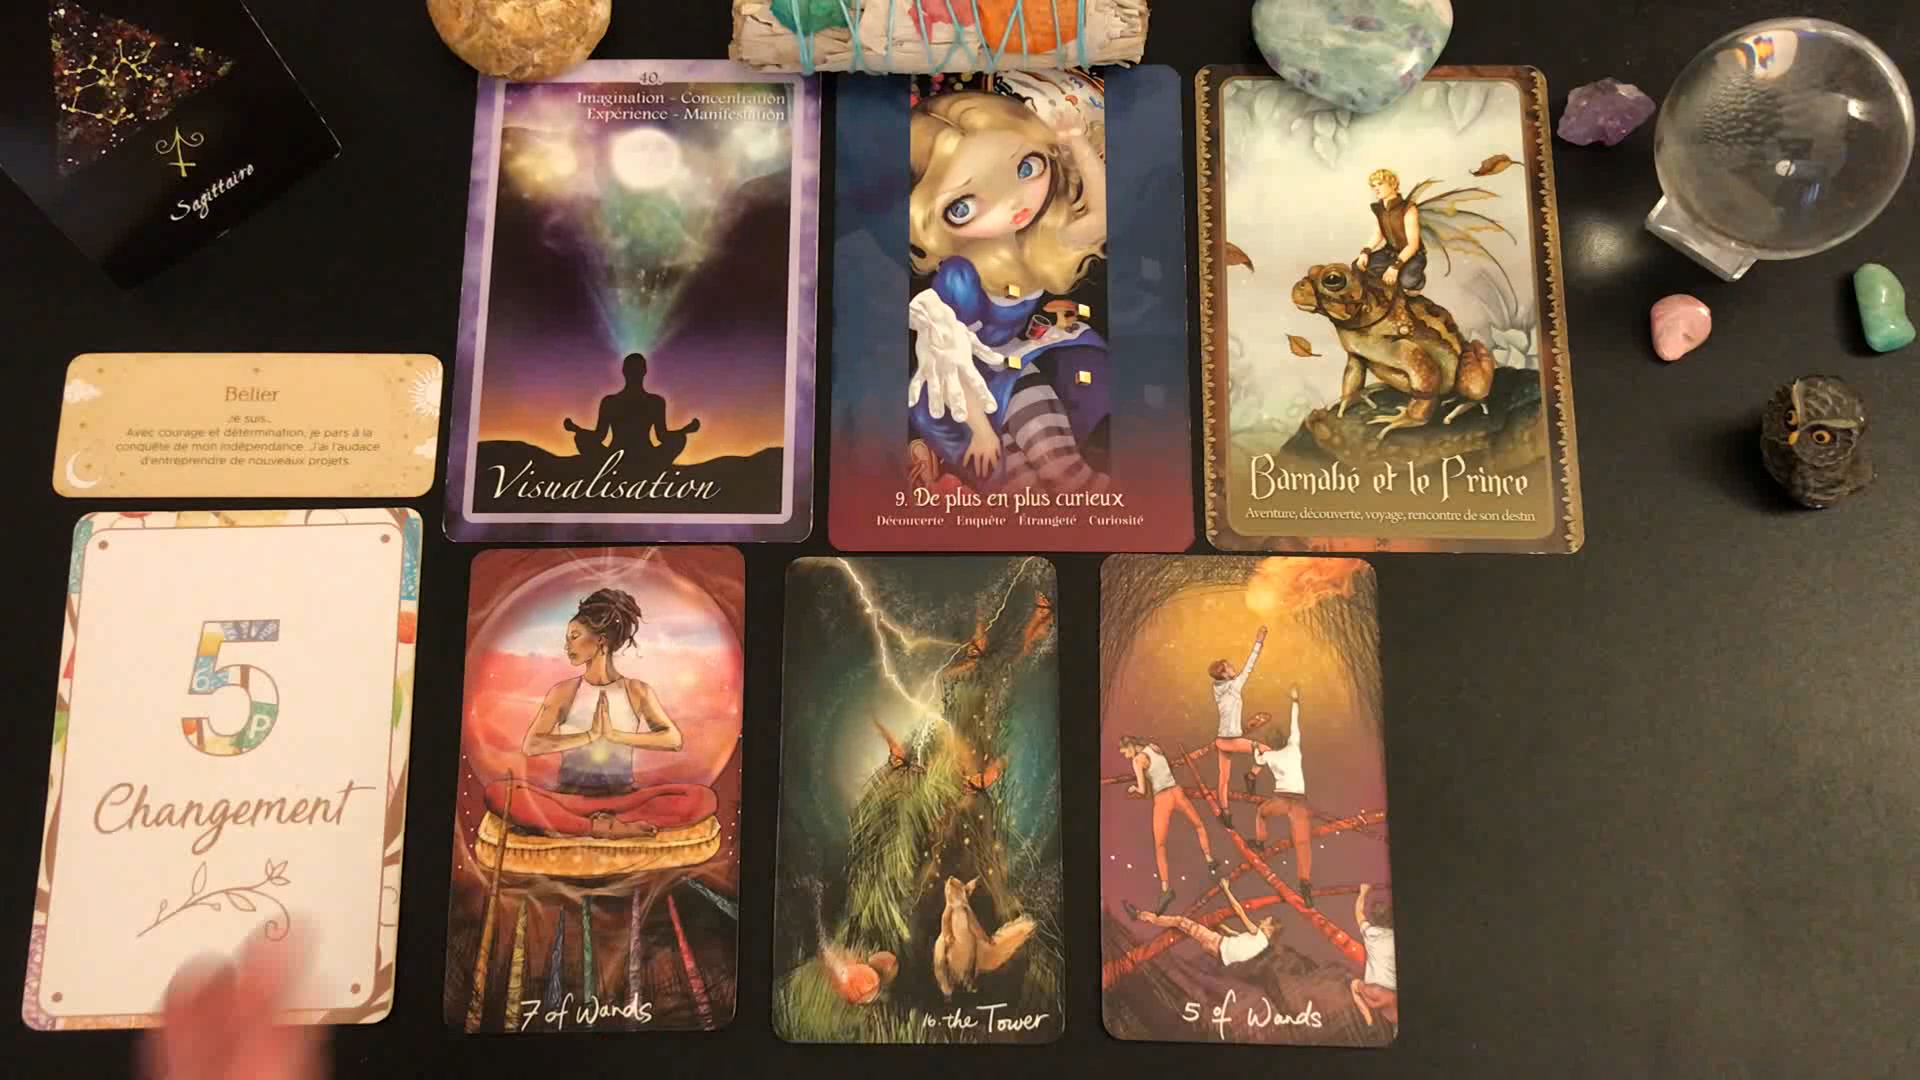 Sagittaire
40.
Imagination - Concentration
Expérience - Manifestation
Visualisation
9. De plus en plus curieux
Découverte Enquête Étrangeté Curiosité
Barnabé et le Prince
Aventure, découverte, voyage, rencontre de son destin
Bélier
Je suis...
Avec courage et détermination, je pars à la
conquête de mon indépendance. J'ai l'audace
d'entreprendre de nouveaux projets.
5
Changement
7 of Wands
16. the Tower
5 of Wands